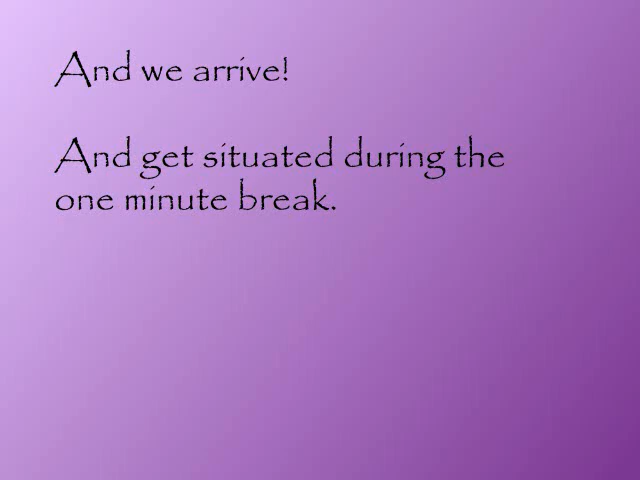 And we arrive!
And get situated during the
one minute break.